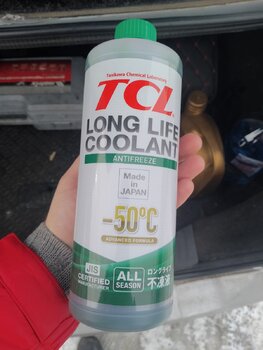 Tanikawa Chemical Laboratory
TCL
LONG LIFE
COOLANT
ANTIFREEZE
Made in
JAPAN
-50°C
ADVANCED FORMULA
JIS
CERTIFIED
MANUFACTURER
ALL
SEASON
ロングライフ
不凍液